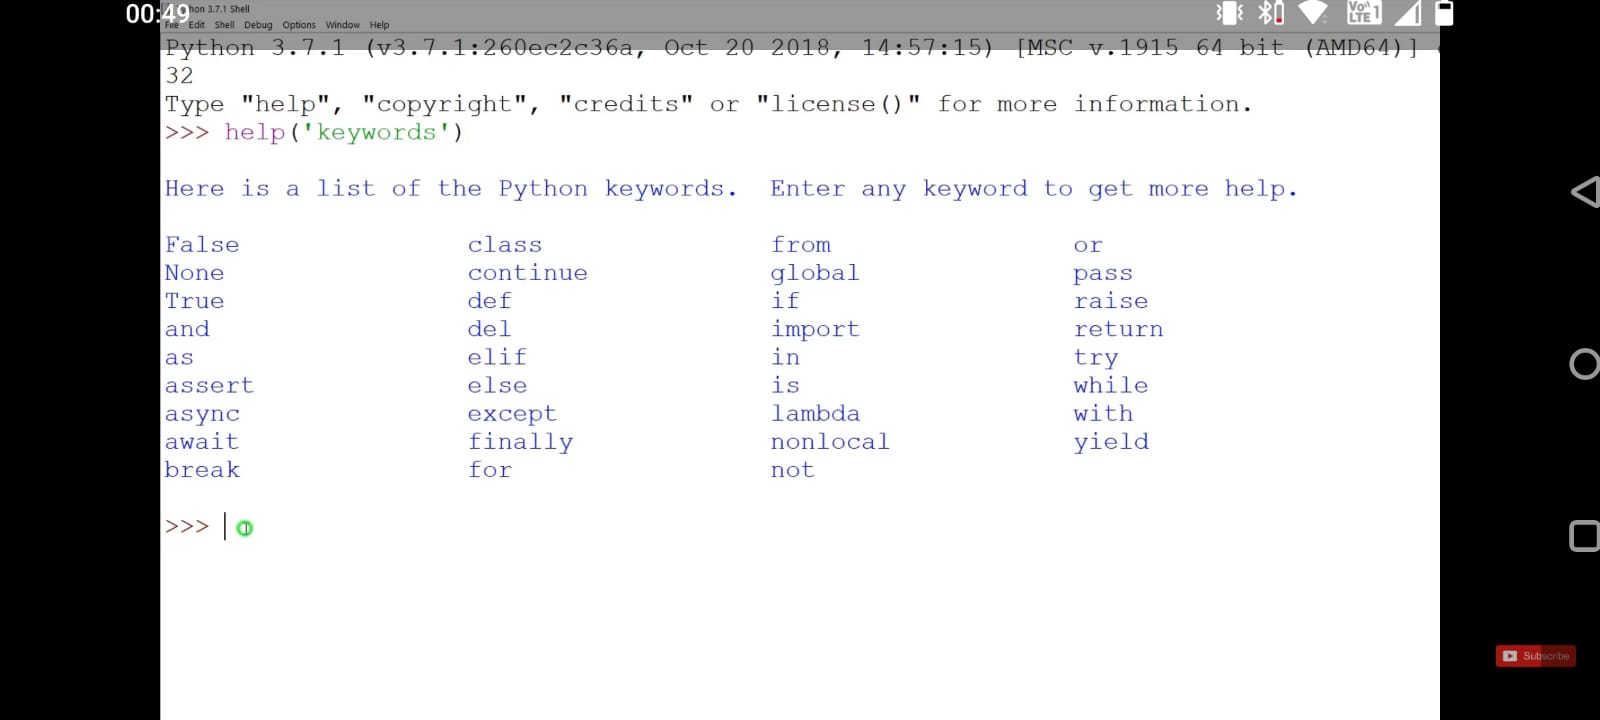 00:49
hon 3.7.1 Shell
File Edit Shell Debug Options Window Help
VoLTE 1
Python 3.7.1 (v3.7.1:260ec2c36a, Oct 20 2018, 14:57:15) [MSC v.1915 64 bit (AMD64)]
32
Type "help", "copyright", "credits" or "license()" for more information.
>>> help('keywords')
Here is a list of the Python keywords.  Enter any keyword to get more help.
False class from or
None continue global pass
True def if raise
and del import return
as elif in try
assert else is while
async except lambda with
await finally nonlocal yield
break for not
>>>
Subscribe